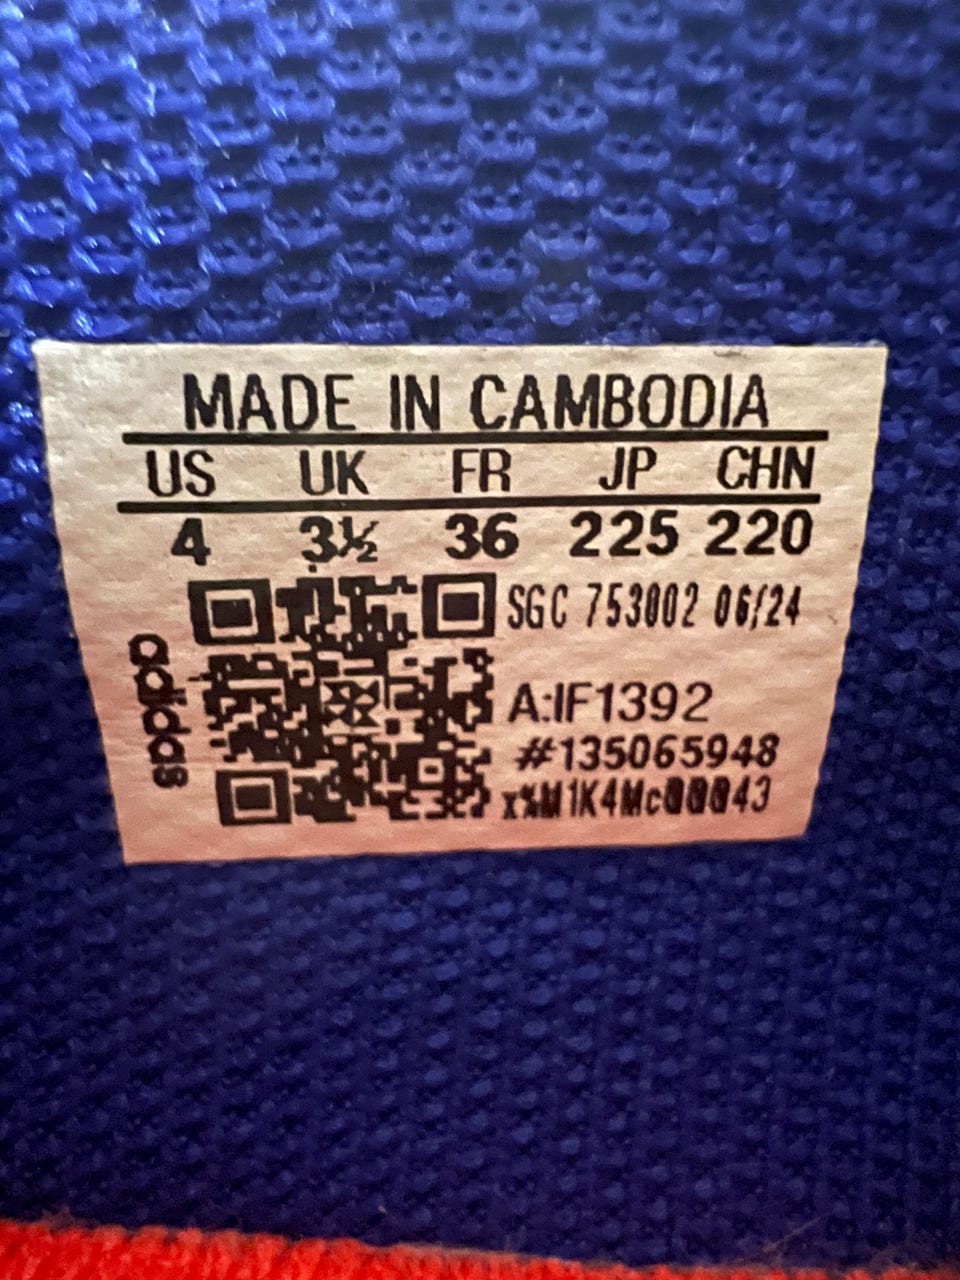 MADE IN CAMBODIA
US UK FR JP CHN
4 3½ 36 225 220
SGC 753002 06/24
adidas
A:IF1392
#135065948
x%M1K4Mc00043